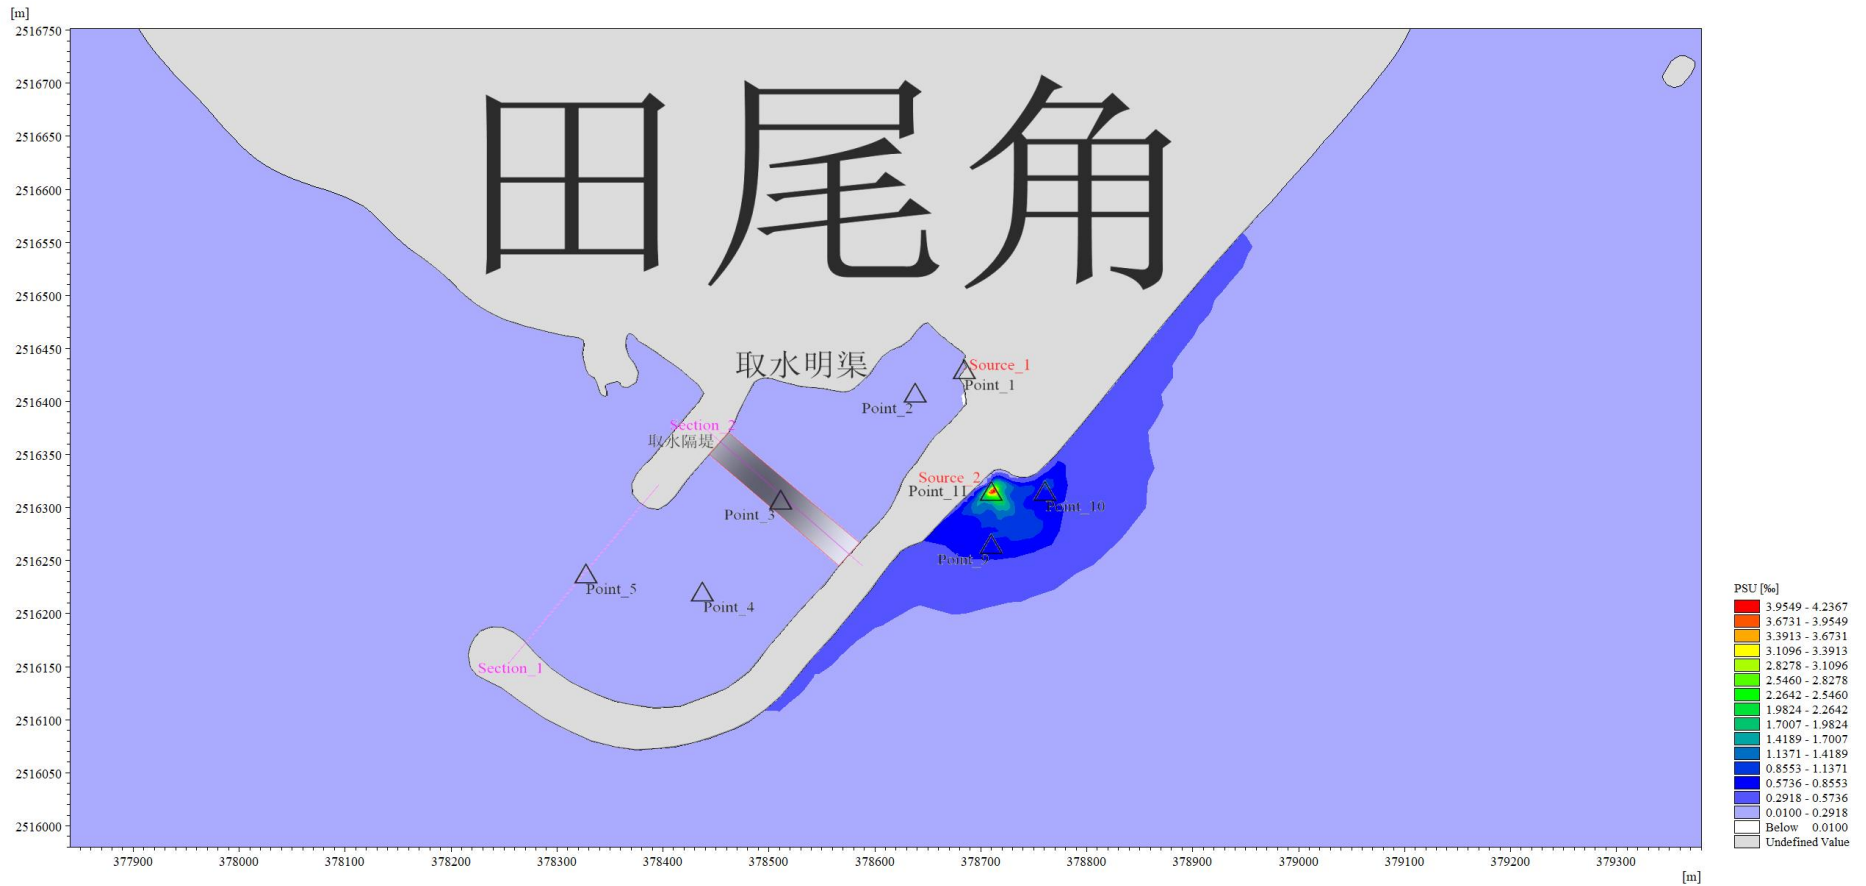 [m]
2516750
2516700
2516650
2516600
2516550
2516500
2516450
2516400
2516350
2516300
2516250
2516200
2516150
2516100
2516050
2516000
田尾角
取水明渠
Source_1
Point_1
Point_2
Section_2
取水隔堤
Source_2
Point_11
Point_10
Point_3
Point_9
Point_5
Point_4
Section_1
377900 378000 378100 378200 378300 378400 378500 378600 378700 378800 378900 379000 379100 379200 379300
[m]
PSU [‰]
3.9549 - 4.2367
3.6731 - 3.9549
3.3913 - 3.6731
3.1096 - 3.3913
2.8278 - 3.1096
2.5460 - 2.8278
2.2642 - 2.5460
1.9824 - 2.2642
1.7007 - 1.9824
1.4189 - 1.7007
1.1371 - 1.4189
0.8553 - 1.1371
0.5736 - 0.8553
0.2918 - 0.5736
0.0100 - 0.2918
Below 0.0100
Undefined Value